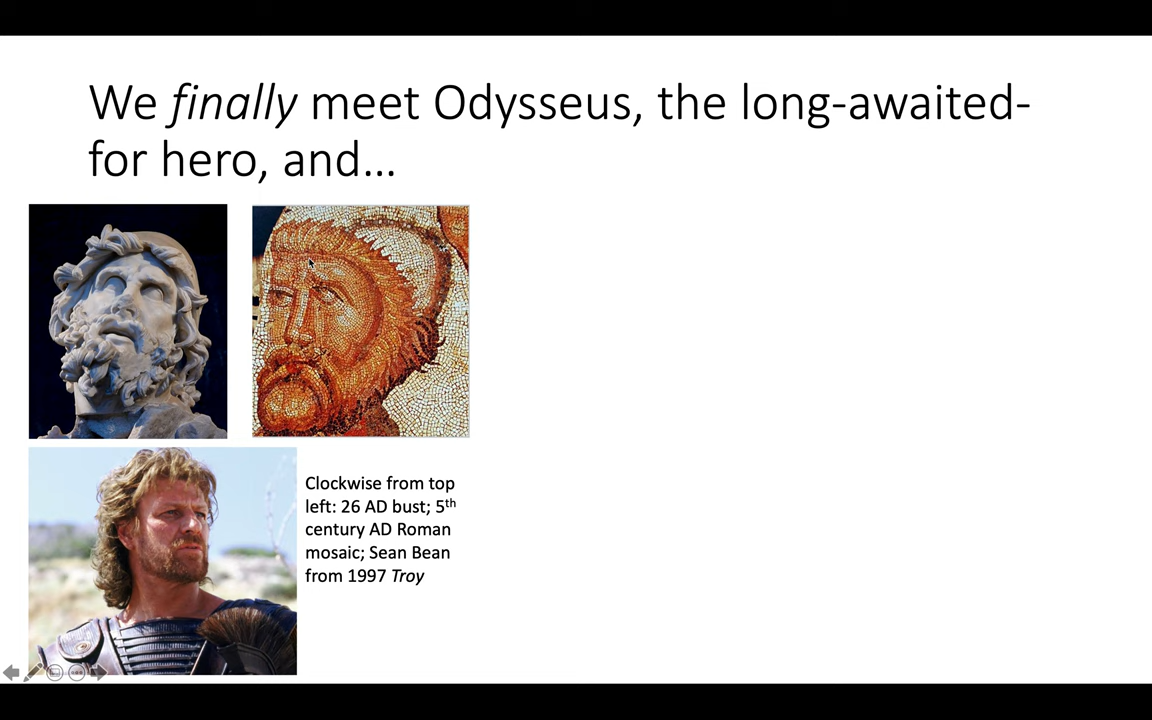 We finally meet Odysseus, the long-awaited-
for hero, and...
Clockwise from top
left: 26 AD bust; 5th
century AD Roman
mosaic; Sean Bean
from 1997 Troy